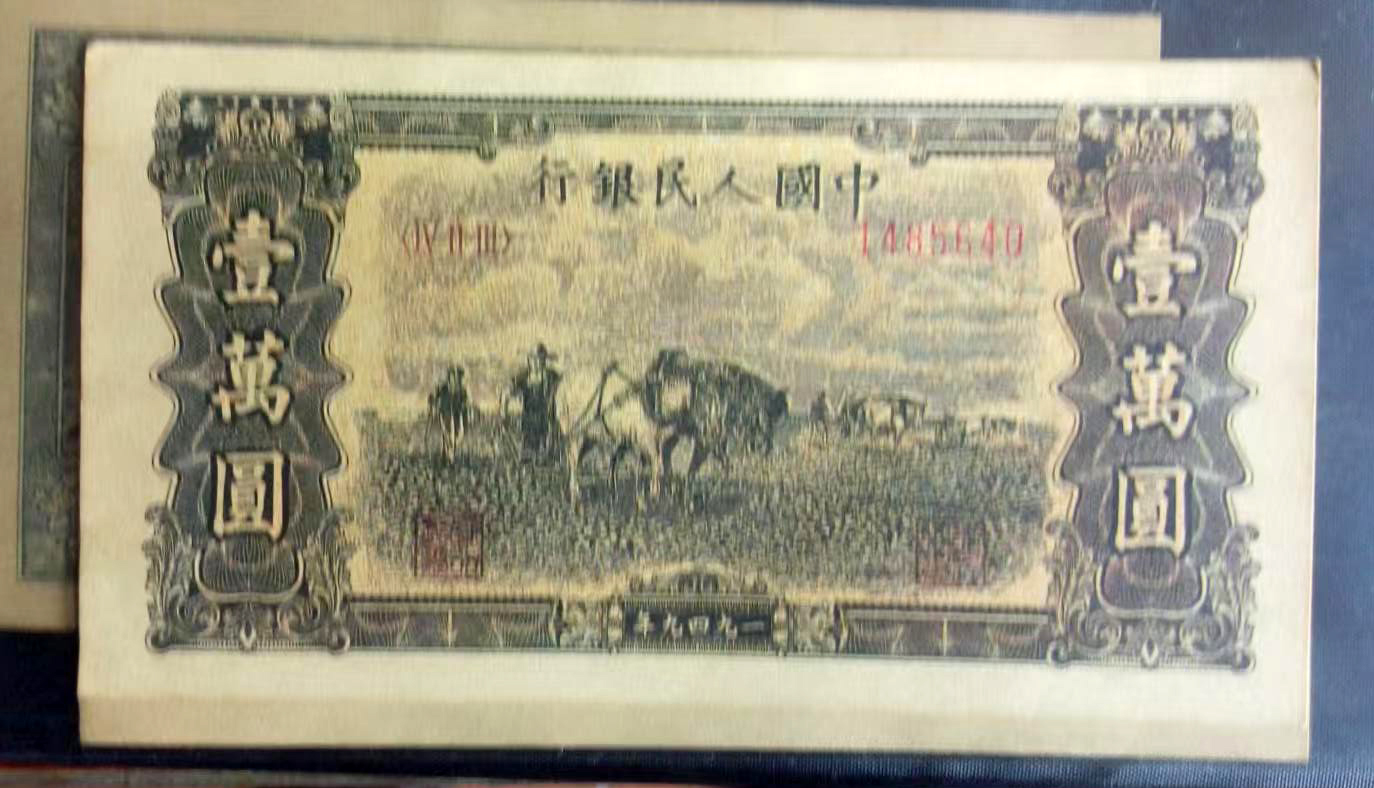 中國人民銀行
〈IV II III〉
1485640
壹萬圓
壹萬圓
一九四九年